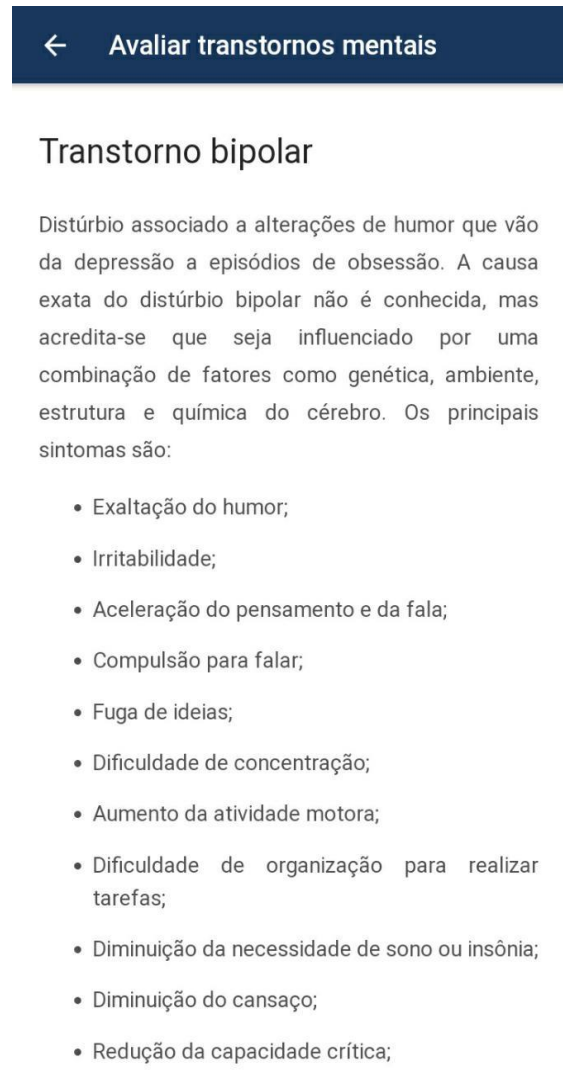 Avaliar transtornos mentais
Transtorno bipolar
Distúrbio associado a alterações de humor que vão
da depressão a episódios de obsessão. A causa
exata do distúrbio bipolar não é conhecida, mas
acredita-se que seja influenciado por uma
combinação de fatores como genética, ambiente,
estrutura e química do cérebro. Os principais
sintomas são:
• Exaltação do humor;
• Irritabilidade;
• Aceleração do pensamento e da fala;
• Compulsão para falar;
• Fuga de ideias;
• Dificuldade de concentração;
• Aumento da atividade motora;
• Dificuldade de organização para realizar
tarefas;
• Diminuição da necessidade de sono ou insônia;
• Diminuição do cansaço;
• Redução da capacidade crítica;